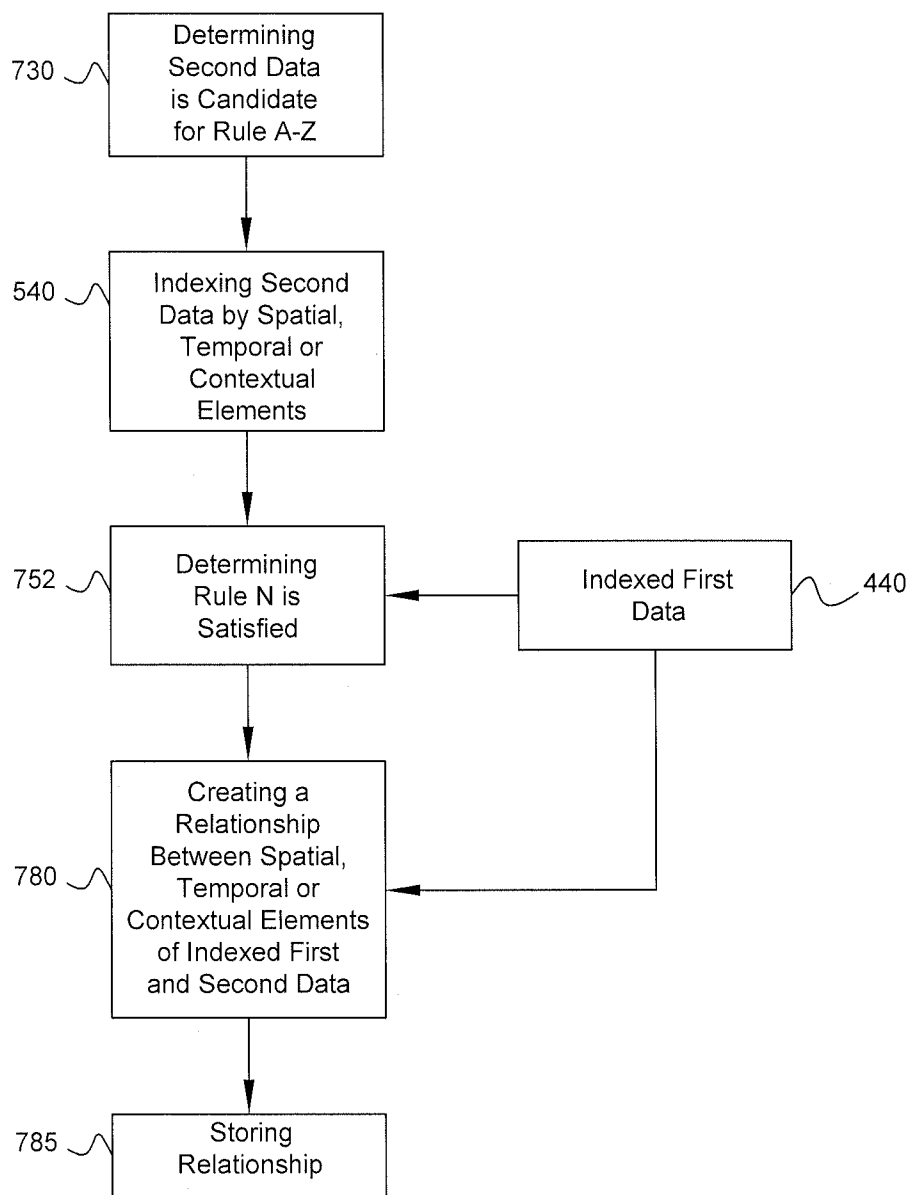 730
Determining
Second Data
is Candidate
for Rule A-Z
540
Indexing Second
Data by Spatial,
Temporal or
Contextual
Elements
752
Determining
Rule N is
Satisfied
Indexed First
Data
440
780
Creating a
Relationship
Between Spatial,
Temporal or
Contextual Elements
of Indexed First
and Second Data
785
Storing
Relationship